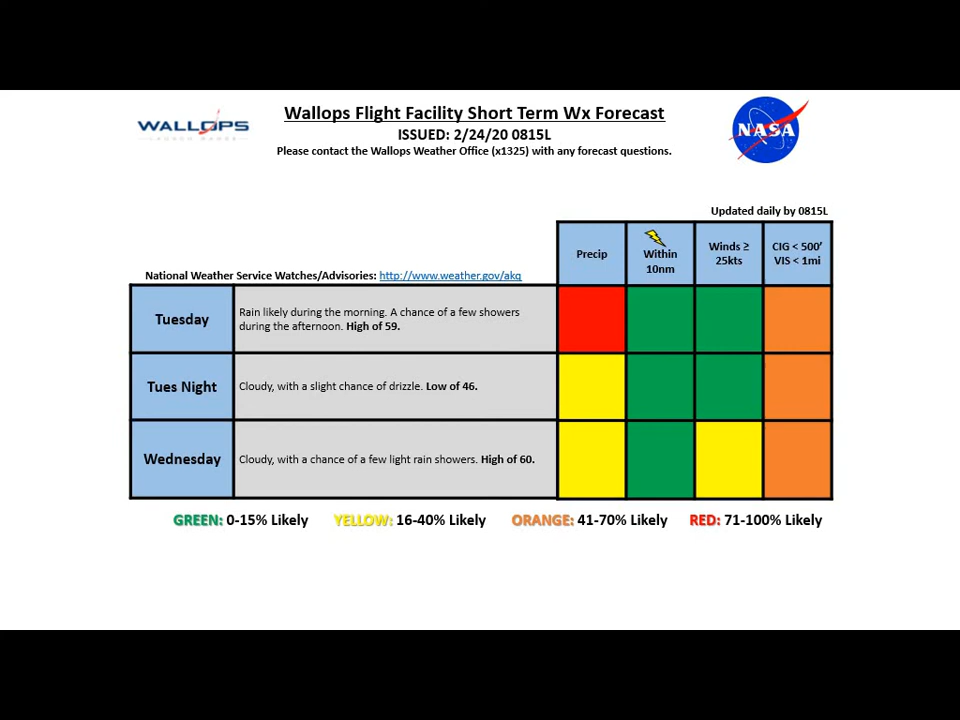 WALLOPS
Wallops Flight Facility Short Term Wx Forecast
ISSUED: 2/24/20 0815L
Please contact the Wallops Weather Office (x1325) with any forecast questions.
NASA
Updated daily by 0815L
National Weather Service Watches/Advisories: http://www.weather.gov/akq
Precip
Within
10nm
Winds ≥
25kts
CIG < 500’
VIS < 1mi
Tuesday
Rain likely during the morning. A chance of a few showers
during the afternoon. High of 59.
Tues Night
Cloudy, with a slight chance of drizzle. Low of 46.
Wednesday
Cloudy, with a chance of a few light rain showers. High of 60.
GREEN: 0-15% Likely YELLOW: 16-40% Likely ORANGE: 41-70% Likely RED: 71-100% Likely